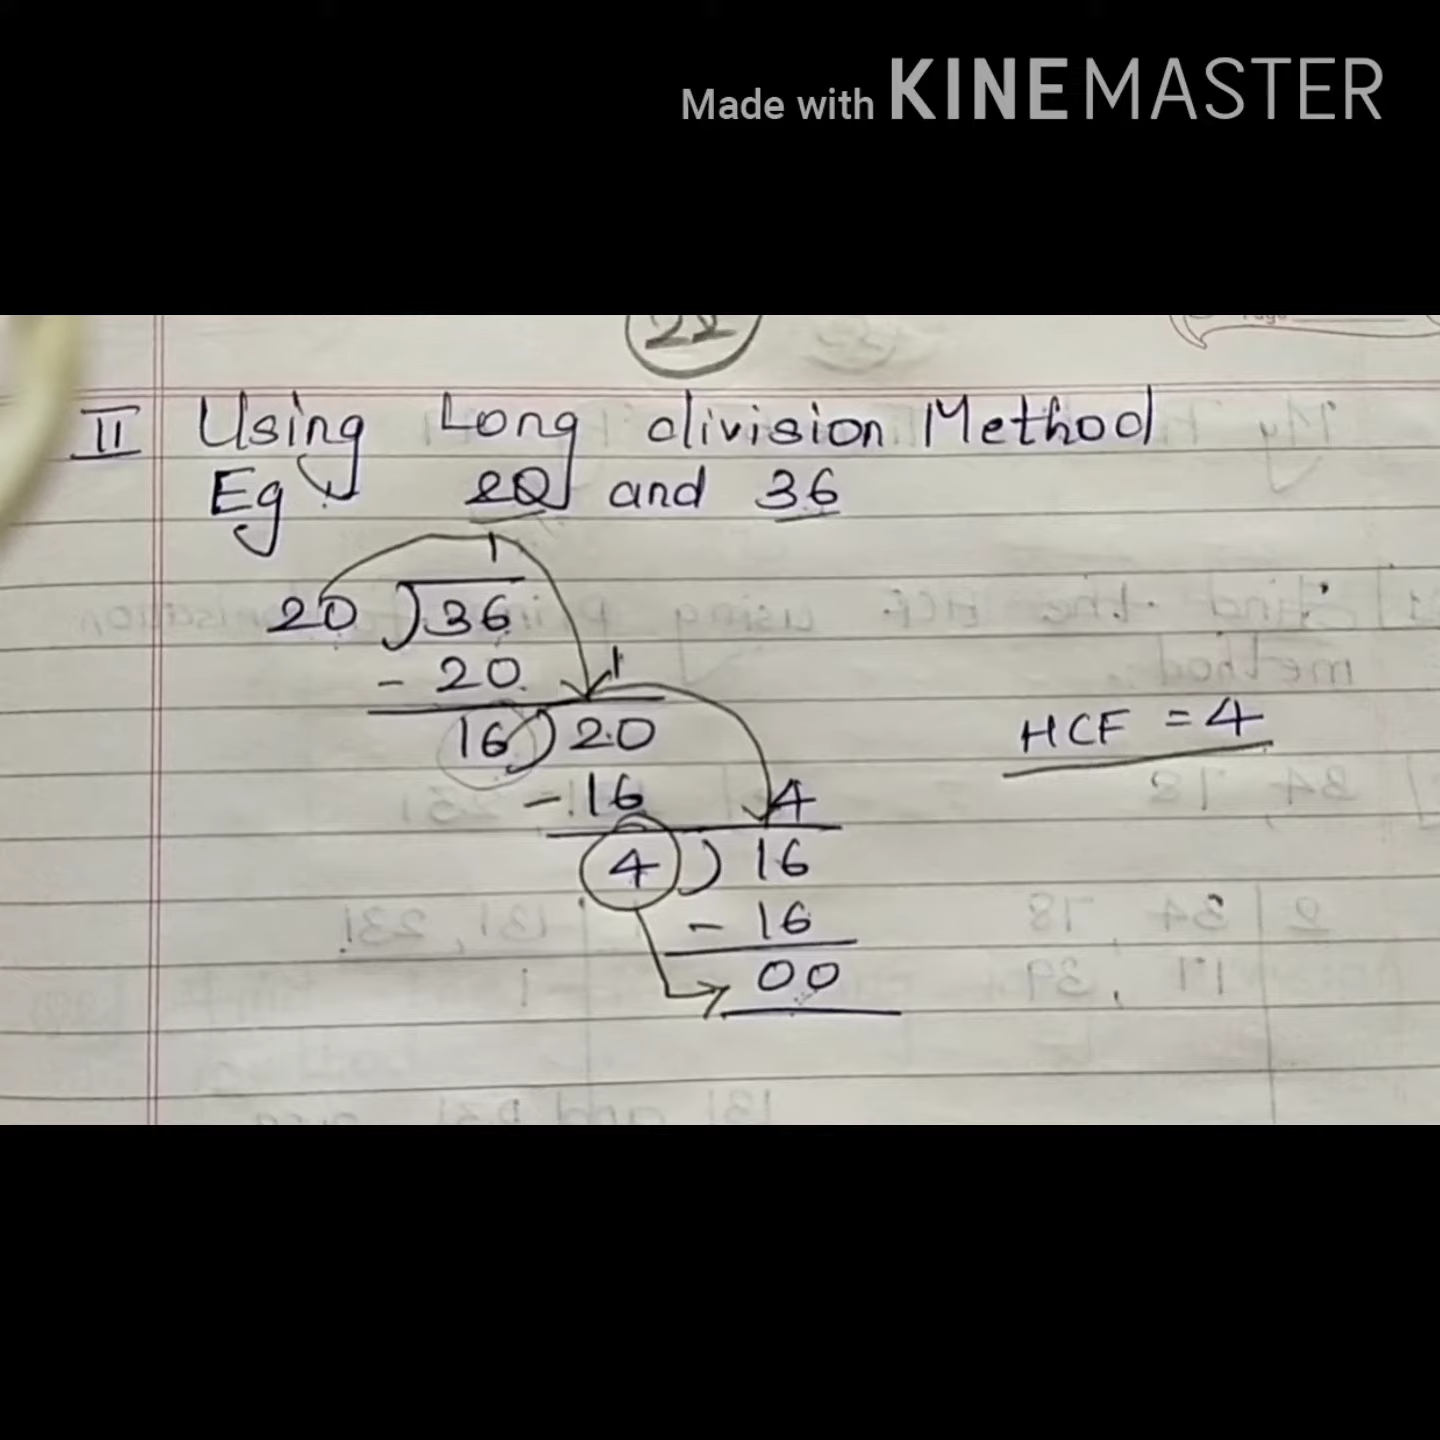 Made with KINEMASTER
22
II Using Long division Method
Eg 20 and 36
1
20)36
- 20 1
16)20
- 16 4
HCF = 4
4) 16
- 16
00